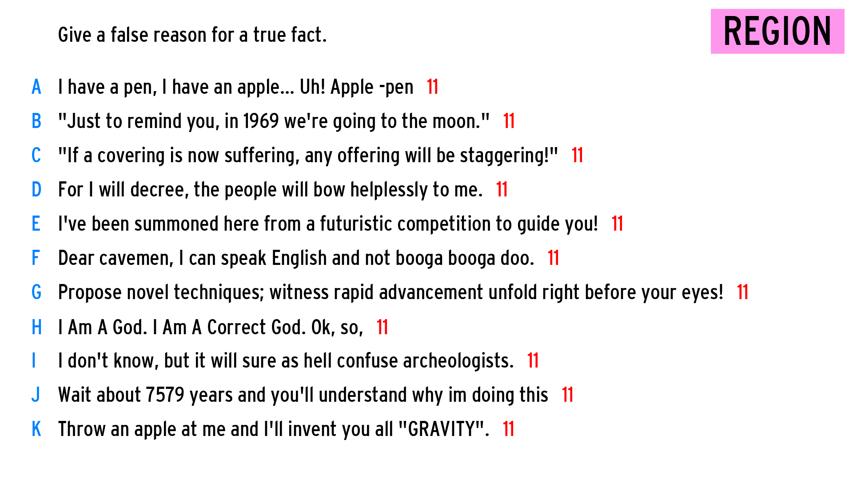 Give a false reason for a true fact.
REGION
A I have a pen, I have an apple... Uh! Apple -pen 11
B "Just to remind you, in 1969 we're going to the moon." 11
C "If a covering is now suffering, any offering will be staggering!" 11
D For I will decree, the people will bow helplessly to me. 11
E I've been summoned here from a futuristic competition to guide you! 11
F Dear cavemen, I can speak English and not booga booga doo. 11
G Propose novel techniques; witness rapid advancement unfold right before your eyes! 11
H I Am A God. I Am A Correct God. Ok, so, 11
I I don't know, but it will sure as hell confuse archeologists. 11
J Wait about 7579 years and you'll understand why im doing this 11
K Throw an apple at me and I'll invent you all "GRAVITY". 11